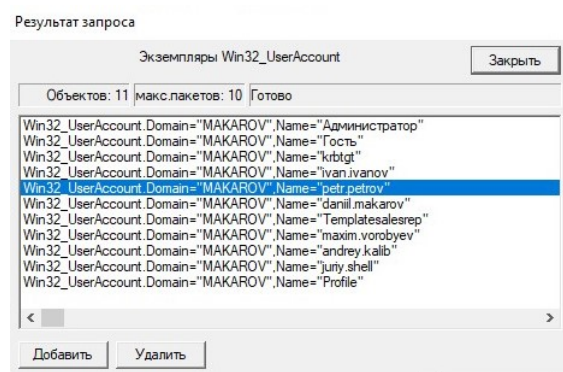 Результат запроса
Экземпляры Win32_UserAccount
Закрыть
Объектов: 11 макс.пакетов: 10 Готово
Win32_UserAccount.Domain="MAKAROV",Name="Администратор"
Win32_UserAccount.Domain="MAKAROV",Name="Гость"
Win32_UserAccount.Domain="MAKAROV",Name="krbtgt"
Win32_UserAccount.Domain="MAKAROV",Name="ivan.ivanov"
Win32_UserAccount.Domain="MAKAROV",Name="petr.petrov"
Win32_UserAccount.Domain="MAKAROV",Name="daniil.makarov"
Win32_UserAccount.Domain="MAKAROV",Name="Templatesalesrep"
Win32_UserAccount.Domain="MAKAROV",Name="maxim.vorobyev"
Win32_UserAccount.Domain="MAKAROV",Name="andrey.kalib"
Win32_UserAccount.Domain="MAKAROV",Name="juriy.shell"
Win32_UserAccount.Domain="MAKAROV",Name="Profile"
Добавить Удалить